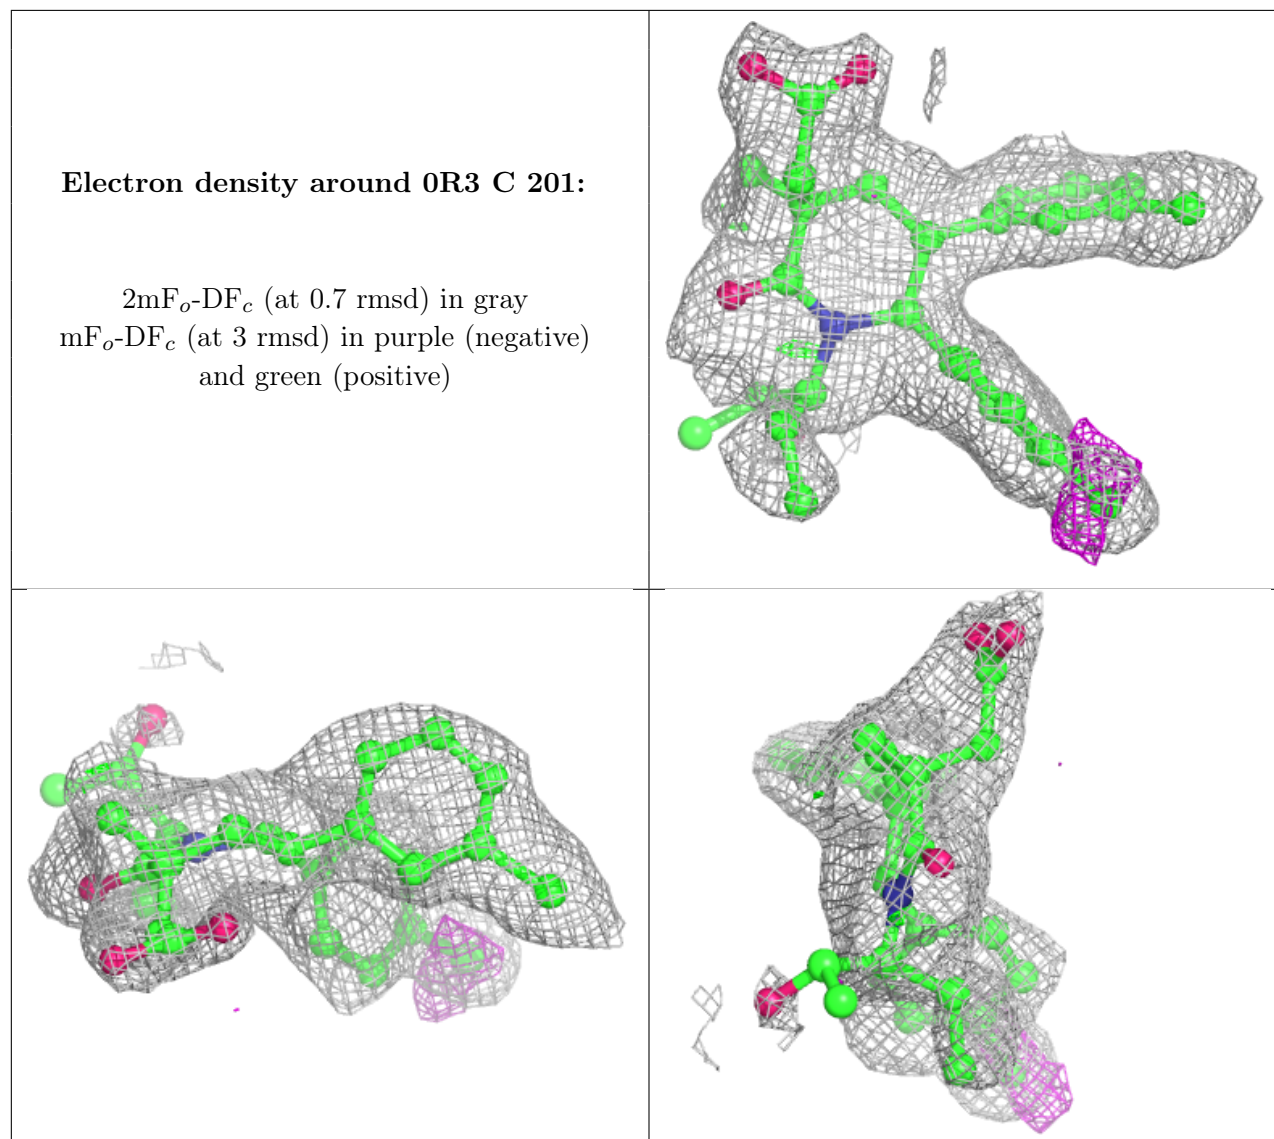 Electron density around 0R3 C 201:
2mFo-DFc (at 0.7 rmsd) in gray
mFo-DFc (at 3 rmsd) in purple (negative)
and green (positive)